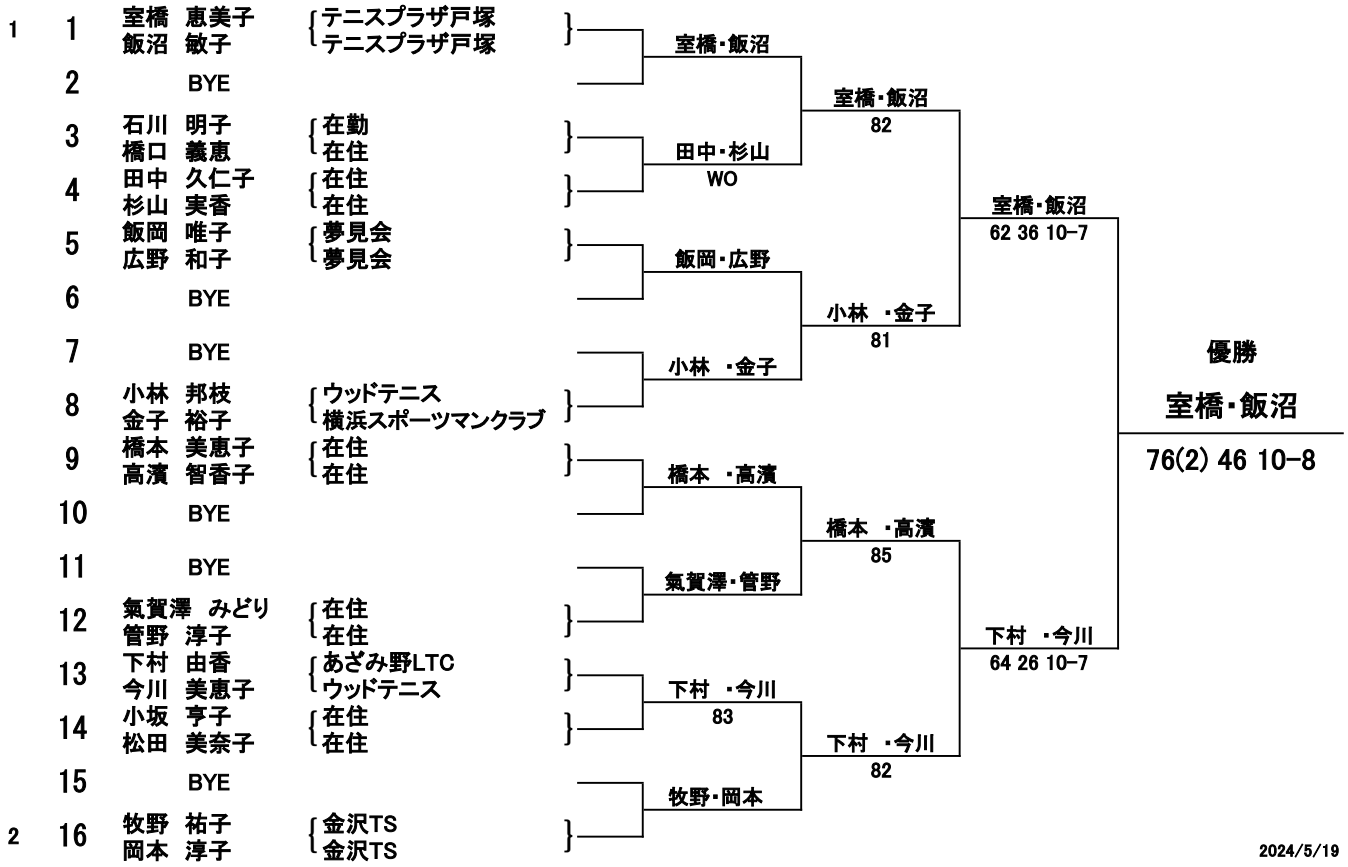 1 1 室橋 恵美子 テニスプラザ戸塚
飯沼 敏子 テニスプラザ戸塚
室橋・飯沼
2 BYE
室橋・飯沼
82
3 石川 明子 在勤
橋口 義恵 在住
田中・杉山
WO
4 田中 久仁子 在住
杉山 実香 在住
室橋・飯沼
62 36 10-7
5 飯岡 唯子 夢見会
広野 和子 夢見会
飯岡・広野
6 BYE
小林 ・金子
81
7 BYE
小林 ・金子
8 小林 邦枝 ウッドテニス
金子 裕子 横浜スポーツマンクラブ
優勝
室橋・飯沼
76(2) 46 10-8
9 橋本 美恵子 在住
高濱 智香子 在住
橋本 ・高濱
10 BYE
橋本 ・高濱
85
11 BYE
氣賀澤・管野
12 氣賀澤 みどり 在住
管野 淳子 在住
下村 ・今川
64 26 10-7
13 下村 由香 あざみ野LTC
今川 美恵子 ウッドテニス
下村 ・今川
83
14 小坂 亨子 在住
松田 美奈子 在住
下村 ・今川
82
15 BYE
牧野・岡本
2 16 牧野 祐子 金沢TS
岡本 淳子 金沢TS
2024/5/19